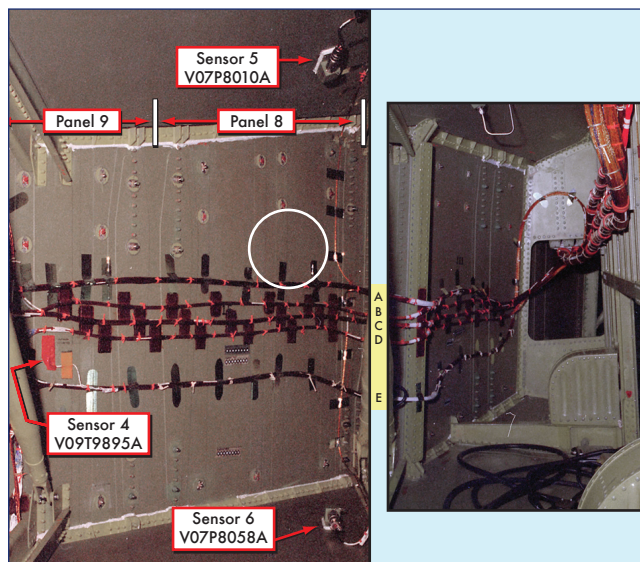 Sensor 5
V07P8010A
Panel 9
Panel 8
A
B
C
D
E
Sensor 4
V09T9895A
Sensor 6
V07P8058A